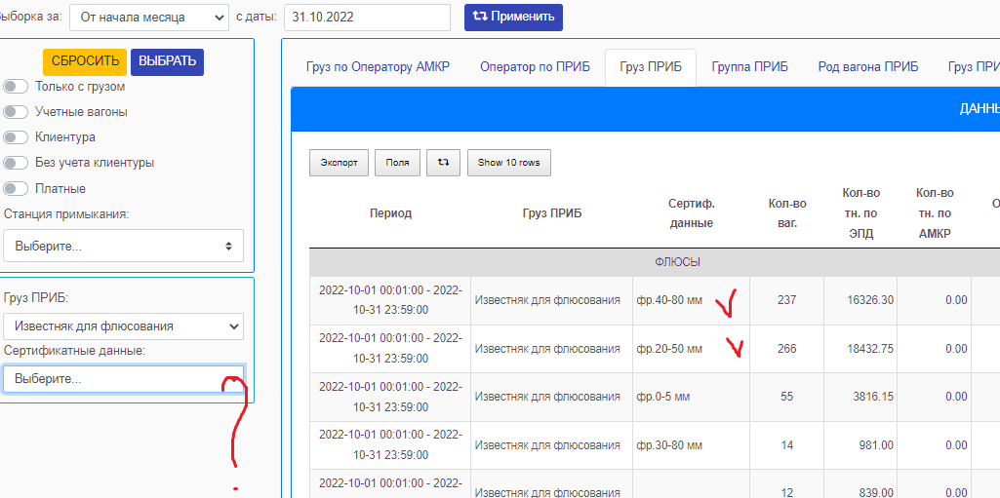 ыборка за: От начала месяца с даты: 31.10.2022 Применить
СБРОСИТЬ ВЫБРАТЬ
Только с грузом
Учетные вагоны
Клиентура
Без учета клиентуры
Платные
Станция примыкания:
Выберите...
Груз ПРИБ:
Известняк для флюсования
Сертификатные данные:
Выберите...
Груз по Оператору АМКР Оператор по ПРИБ Груз ПРИБ Группа ПРИБ Род вагона ПРИБ Груз ПРИ
ДАННЫ
Экспорт Поля Show 10 rows
Период Груз ПРИБ Сертиф. данные Кол-во ваг. Кол-во тн. по ЭПД Кол-во тн. по АМКР О
ФЛЮСЫ
2022-10-01 00:01:00 - 2022-
10-31 23:59:00 Известняк для флюсования фр.40-80 мм 237 16326.30 0.00
2022-10-01 00:01:00 - 2022-
10-31 23:59:00 Известняк для флюсования фр.20-50 мм 266 18432.75 0.00
2022-10-01 00:01:00 - 2022-
10-31 23:59:00 Известняк для флюсования фр.0-5 мм 55 3816.15 0.00
2022-10-01 00:01:00 - 2022-
10-31 23:59:00 Известняк для флюсования фр.30-80 мм 14 981.00 0.00
2022-10-01 00:01:00 - 2022-
Известняк для флюсования 12 839.00 0.00